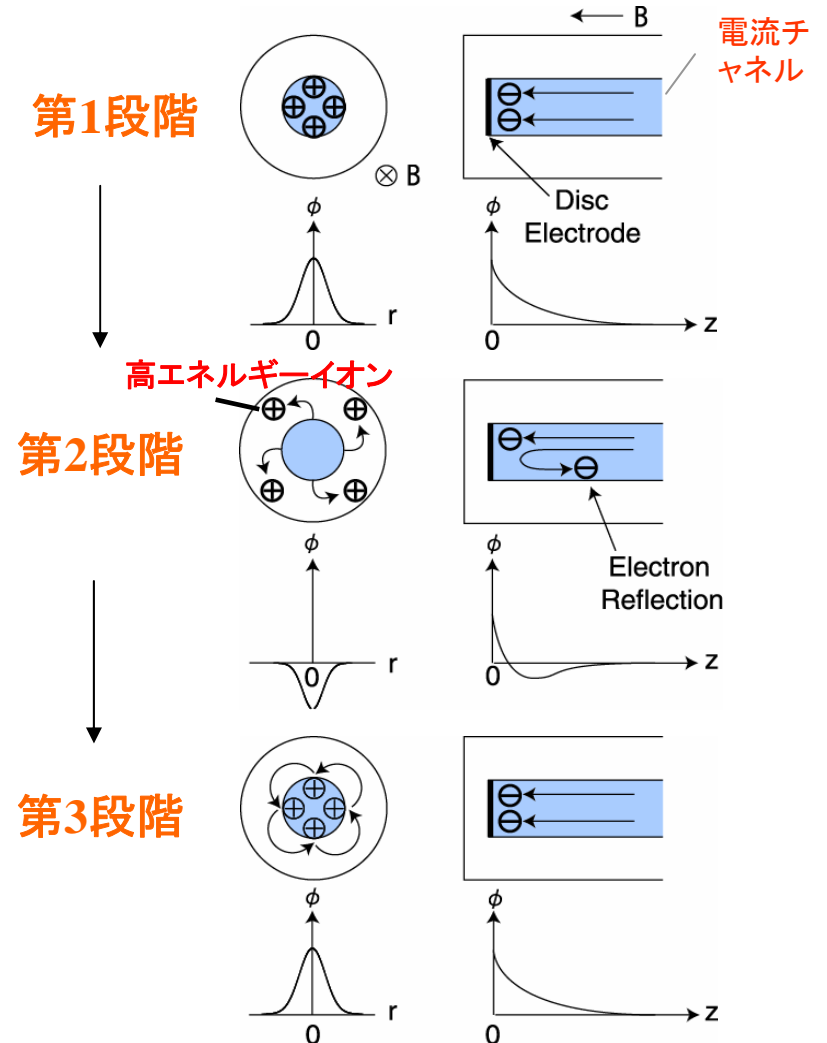 B
電流チ
ャネル
第1段階
B
Disc
Electrode
φ
r
0
φ
z
0
高エネルギーイオン
第2段階
Electron
Reflection
φ
r
0
φ
z
0
第3段階
φ
r
0
φ
z
0